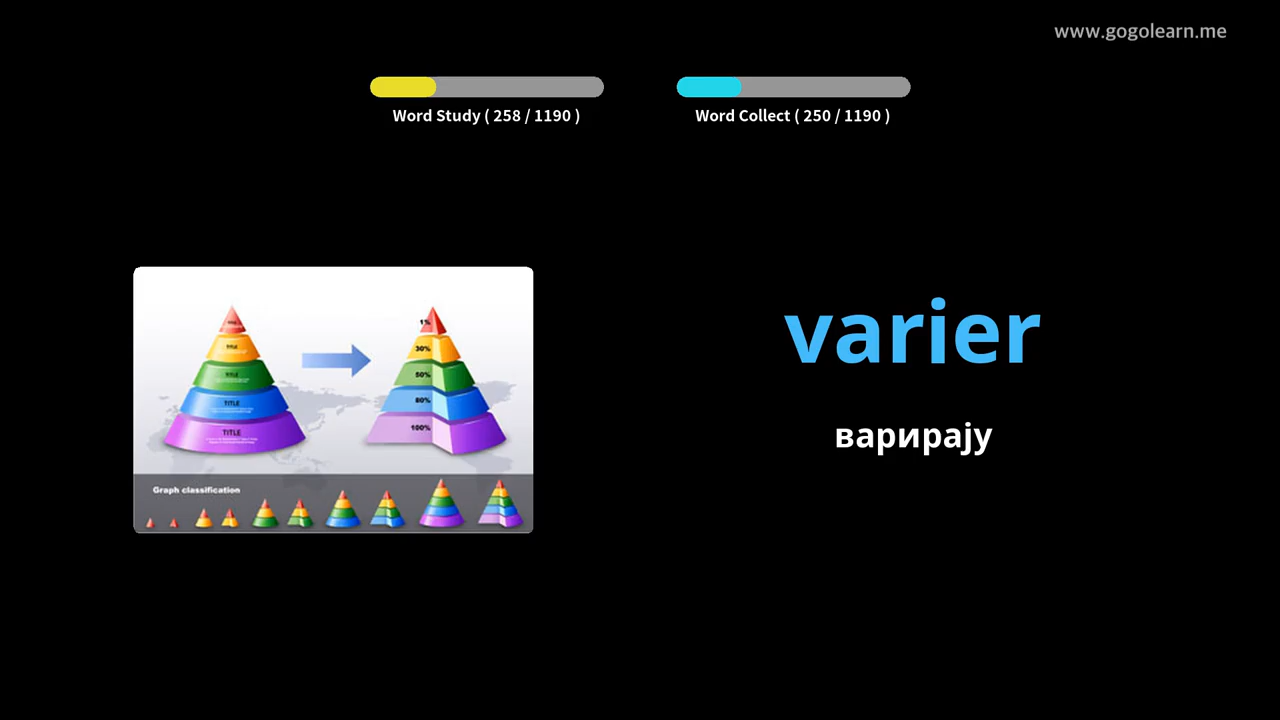 www.gogolearn.me
Word Study ( 258 / 1190 )
Word Collect ( 250 / 1190 )
varier
варирају
TITLE
TITLE
TITLE
TITLE
1%
30%
50%
80%
100%
Graph classification